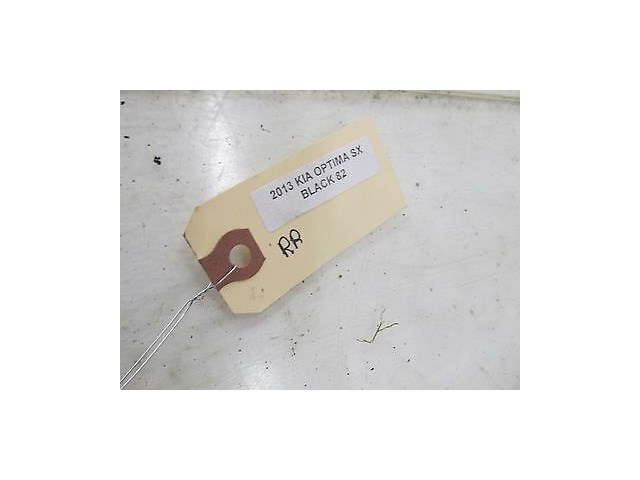 2013 KIA OPTIMA SX
BLACK 82
RR